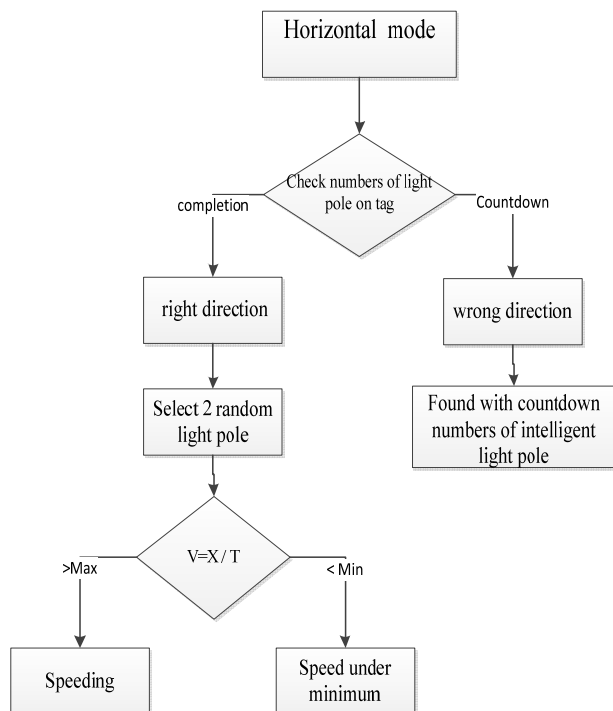 Horizontal mode
Check numbers of light
pole on tag
completion
Countdown
right direction
wrong direction
Select 2 random
light pole
Found with countdown
numbers of intelligent
light pole
V=X / T
>Max
< Min
Speeding
Speed under
minimum